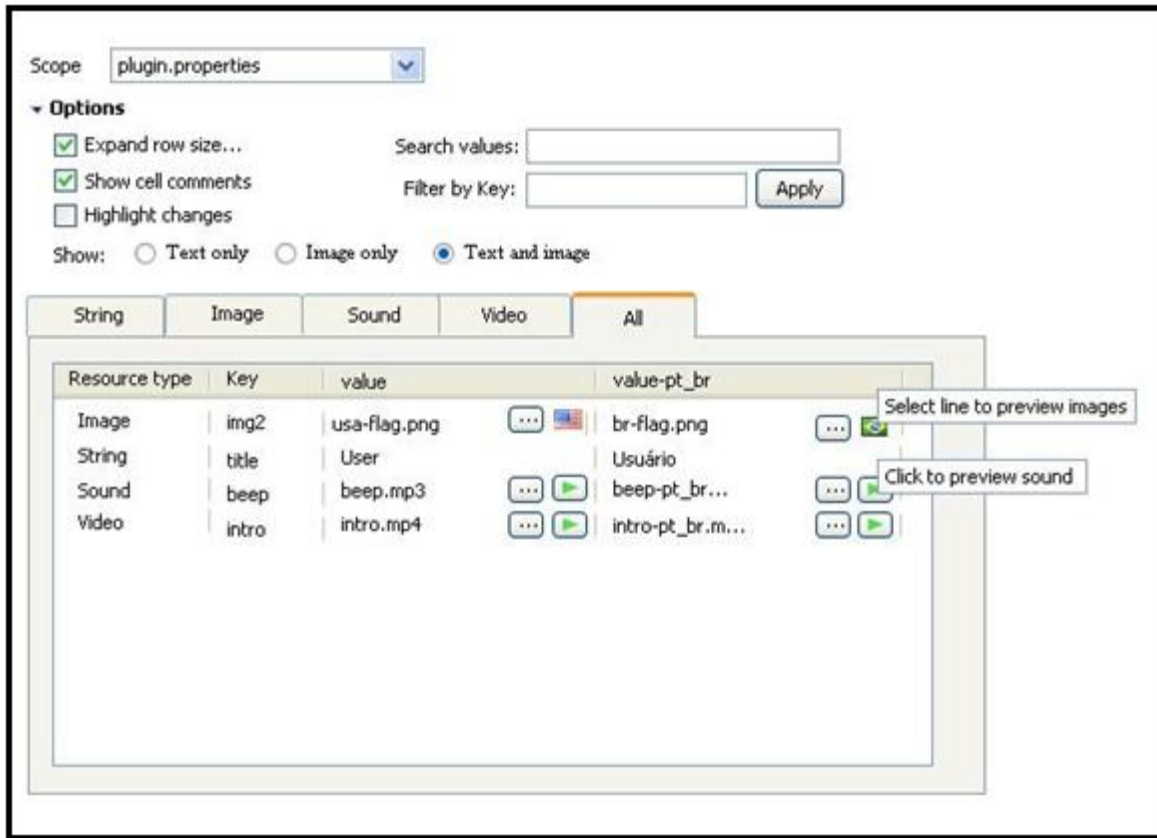 Scope plugin.properties
Options
Expand row size...
Search values:
Show cell comments
Filter by Key: Apply
Highlight changes
Show: Text only Image only Text and image
String Image Sound Video All
Resource type Key value value-pt_br
Select line to preview images
Image img2 usa-flag.png ... br-flag.png ...
String title User Usuário
Click to preview sound
Sound beep beep.mp3 ... beep-pt_br... ...
Video intro intro.mp4 ... intro-pt_br.m... ...